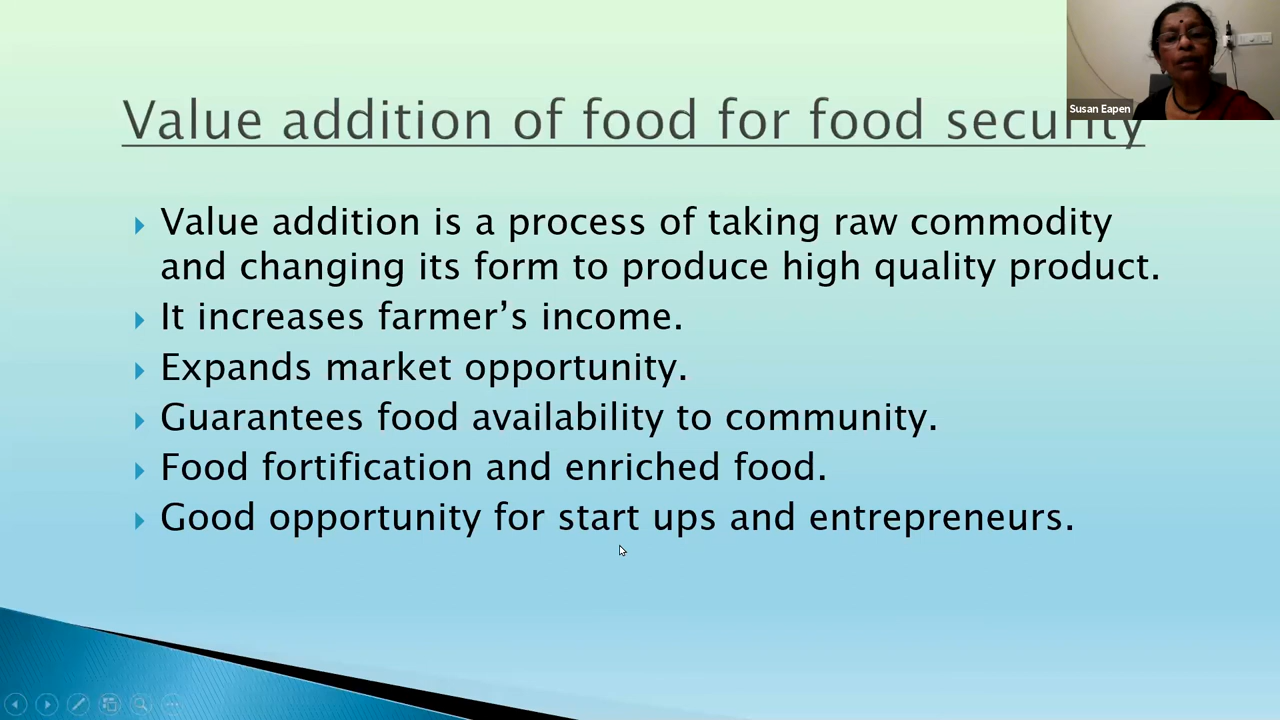 Value addition of food for food security
Susan Eapen
Value addition is a process of taking raw commodity
and changing its form to produce high quality product.
It increases farmer’s income.
Expands market opportunity.
Guarantees food availability to community.
Food fortification and enriched food.
Good opportunity for start ups and entrepreneurs.